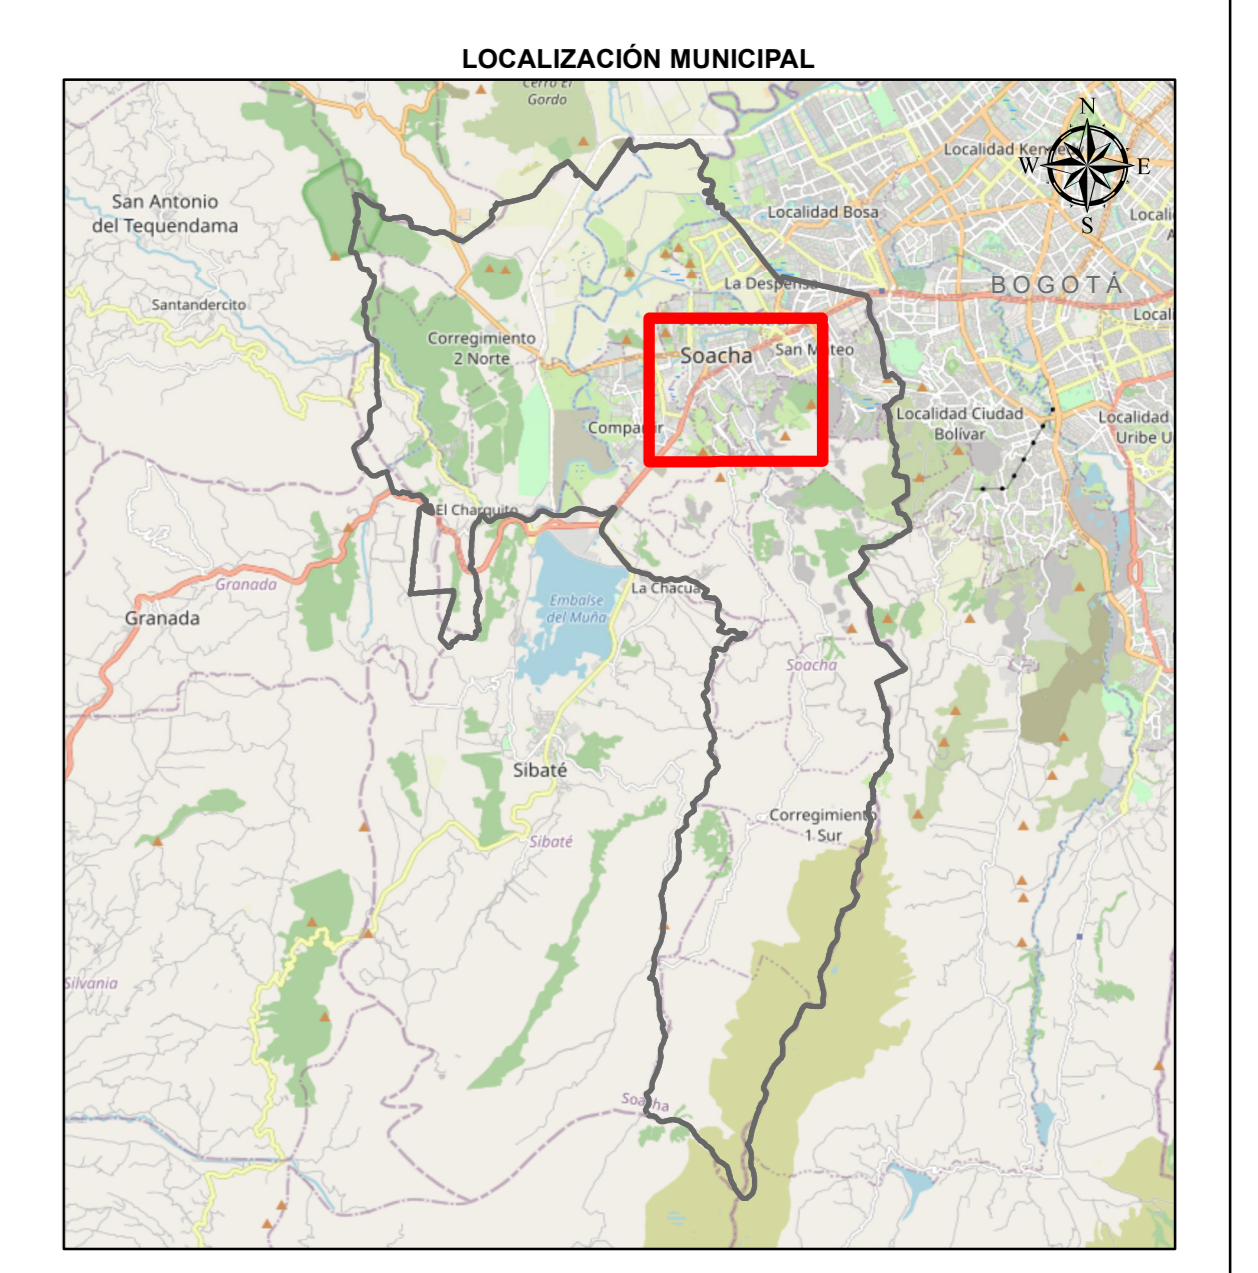 LOCALIZACIÓN MUNICIPAL
Cerro El
Gordo
N
Localidad
W
E
S
San Antonio
del Tequendama
Localidad Bosa
La Despensa
BOGOTÁ
Santandercito
Corregimiento
2 Norte
Soacha
San Mateo
Compartir
Localidad Ciudad
Bolívar
Localidad
Uribe U
El Charquito
Granada
Granada
Embalse
del Muña
La Chacua
Soacha
Sibaté
Sibaté
Corregimiento
1 Sur
Silvania
Soacha